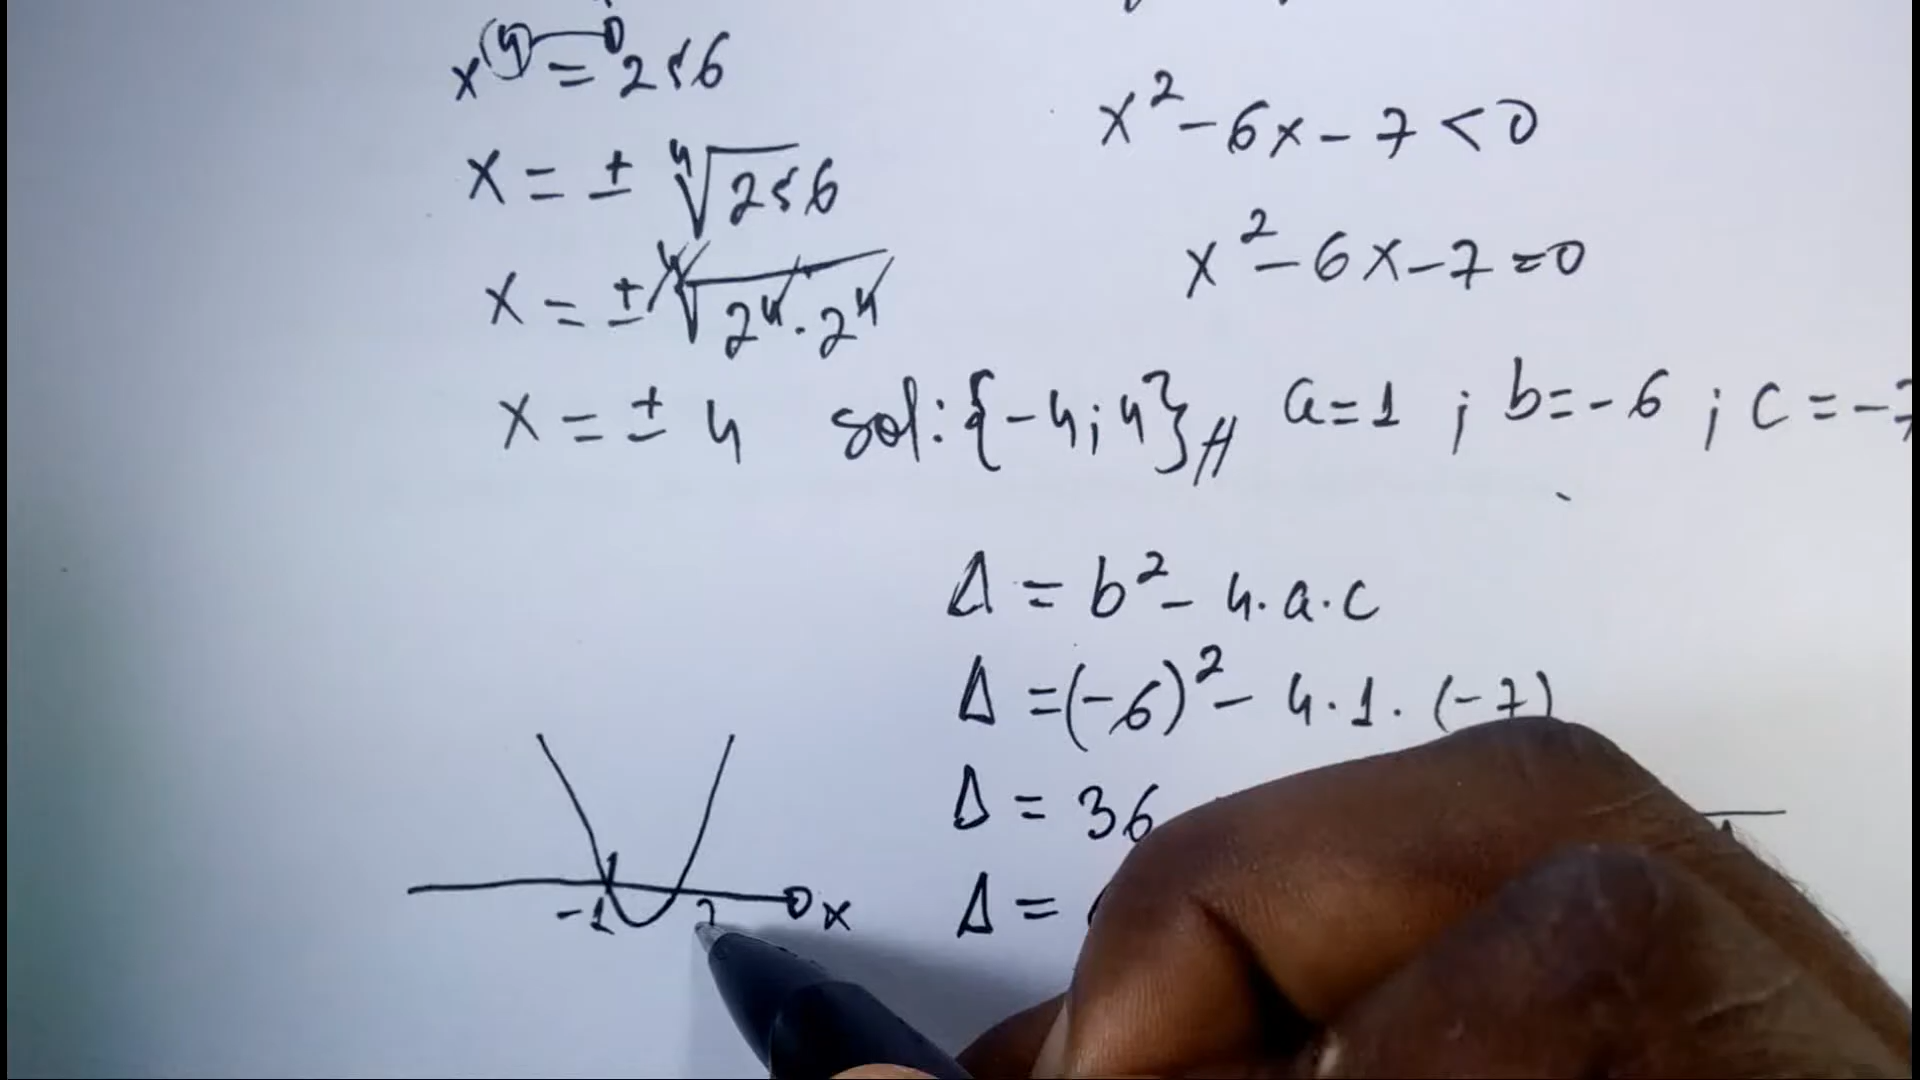 x⁴ = 256
x = ± ⁴√256
x = ± ⁴√2⁴·2⁴
x = ± 4 sol: {-4; 4}//
x² - 6x - 7 < 0
x² - 6x - 7 = 0
a = 1 ; b = -6 ; c = -7
Δ = b² - 4·a·c
Δ = (-6)² - 4·1·(-7)
Δ = 36
Δ =
-1 x